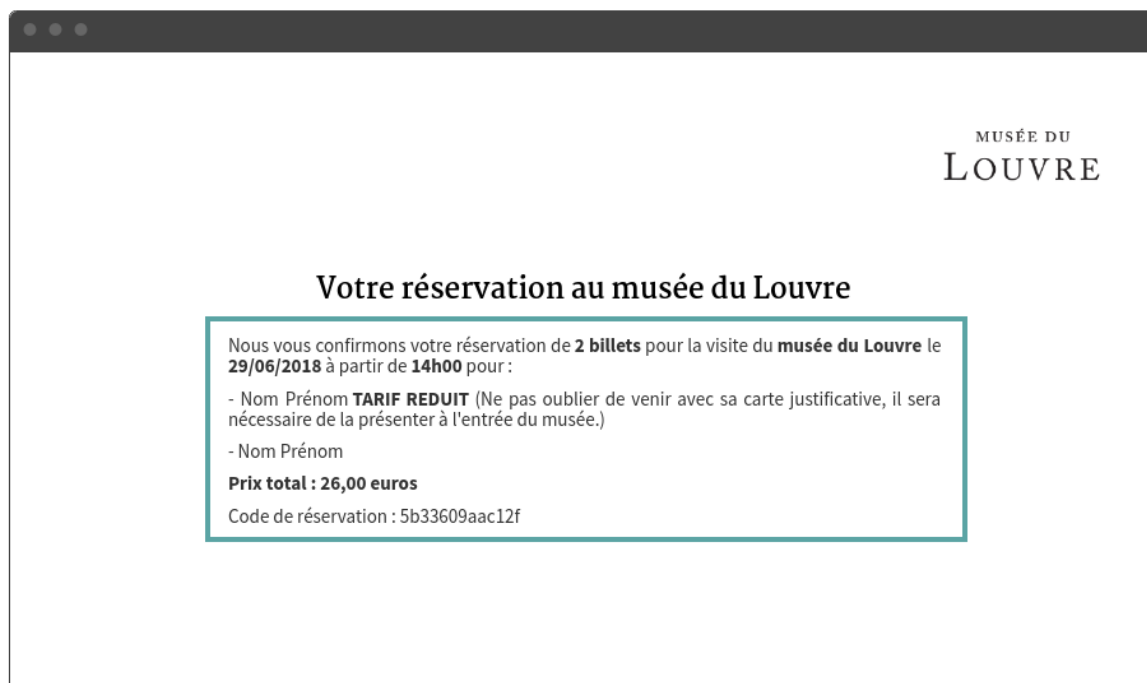 MUSÉE DU
LOUVRE
Votre réservation au musée du Louvre
Nous vous confirmons votre réservation de 2 billets pour la visite du musée du Louvre le
29/06/2018 à partir de 14h00 pour :
- Nom Prénom TARIF REDUIT (Ne pas oublier de venir avec sa carte justificative, il sera
nécessaire de la présenter à l'entrée du musée.)
- Nom Prénom
Prix total : 26,00 euros
Code de réservation : 5b33609aac12f